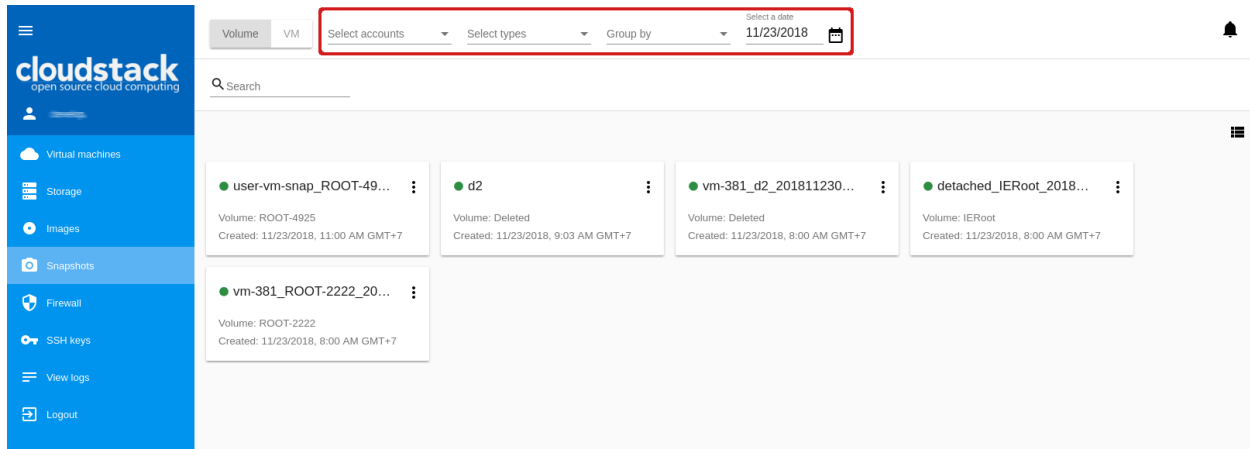 Volume
VM
Select accounts
Select types
Group by
Select a date
11/23/2018
cloudstack
open source cloud computing
Search
Virtual machines
Storage
Images
Snapshots
Firewall
SSH keys
View logs
Logout
user-vm-snap_ROOT-49...
Volume: ROOT-4925
Created: 11/23/2018, 11:00 AM GMT+7
d2
Volume: Deleted
Created: 11/23/2018, 9:03 AM GMT+7
vm-381_d2_201811230...
Volume: Deleted
Created: 11/23/2018, 8:00 AM GMT+7
detached_IERoot_2018...
Volume: IERoot
Created: 11/23/2018, 8:00 AM GMT+7
vm-381_ROOT-2222_20...
Volume: ROOT-2222
Created: 11/23/2018, 8:00 AM GMT+7